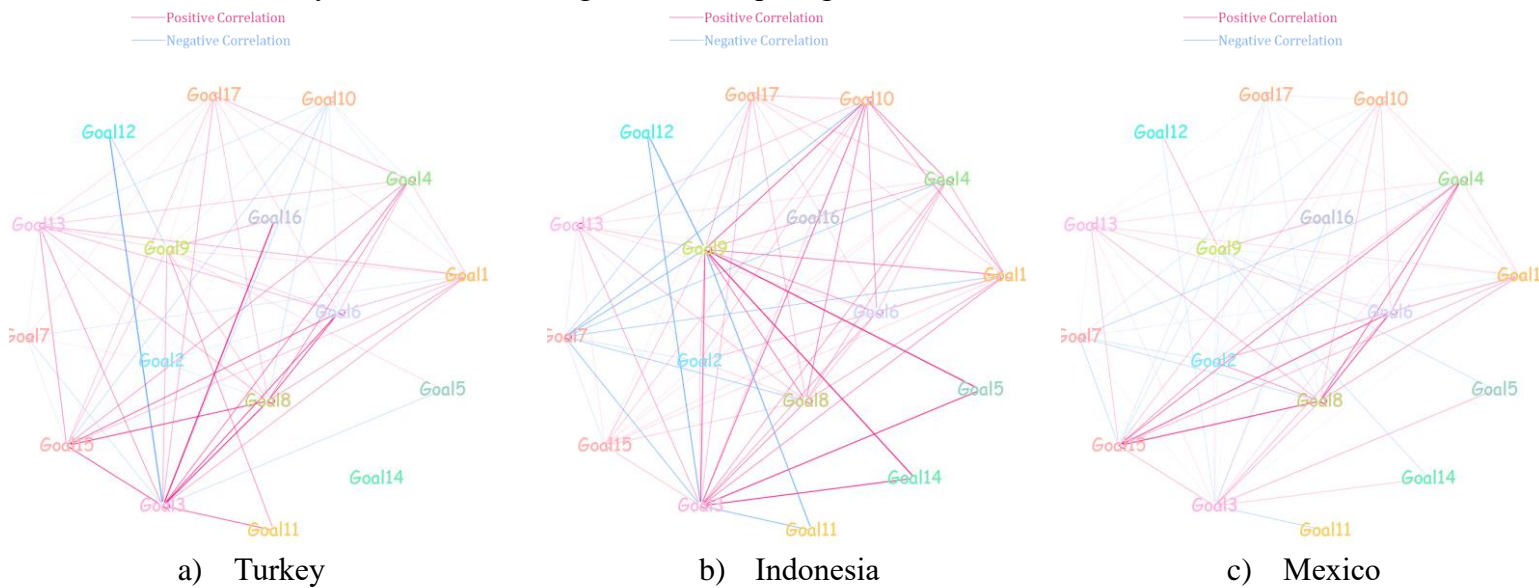 Positive Correlation
Negative Correlation
Goal17
Goal10
Goal12
Goal4
Goal13
Goal16
Goal9
Goal1
Goal6
Goal7
Goal2
Goal5
Goal8
Goal15
Goal14
Goal3
Goal11
a) Turkey
Positive Correlation
Negative Correlation
Goal17
Goal10
Goal12
Goal4
Goal13
Goal16
Goal9
Goal1
Goal6
Goal7
Goal2
Goal5
Goal8
Goal15
Goal14
Goal3
Goal11
b) Indonesia
Positive Correlation
Negative Correlation
Goal17
Goal10
Goal12
Goal4
Goal13
Goal16
Goal9
Goal1
Goal6
Goal7
Goal2
Goal5
Goal8
Goal15
Goal14
Goal3
Goal11
c) Mexico